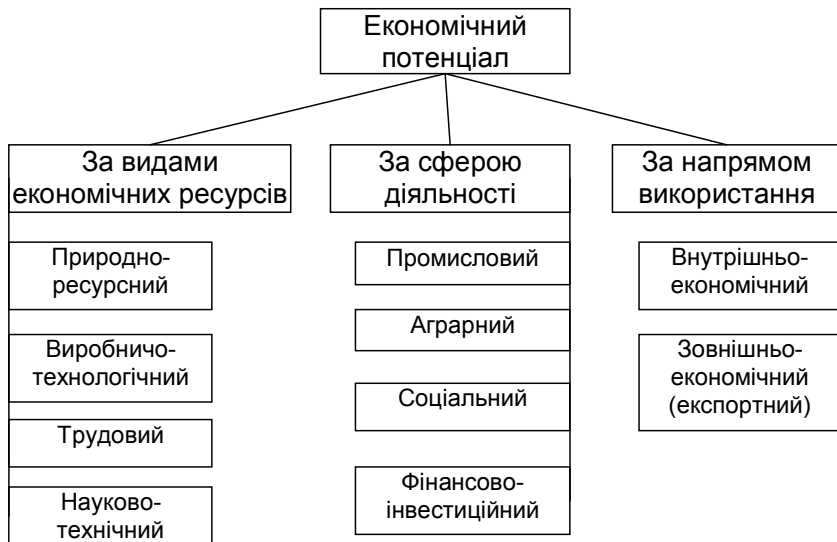 Економічний
потенціал
За видами
економічних ресурсів
За сферою
діяльності
За напрямом
використання
Природно-
ресурсний
Виробничо-
технологічний
Трудовий
Науково-
технічний
Промисловий
Аграрний
Соціальний
Фінансово-
інвестиційний
Внутрішньо-
економічний
Зовнішньо-
економічний
(експортний)